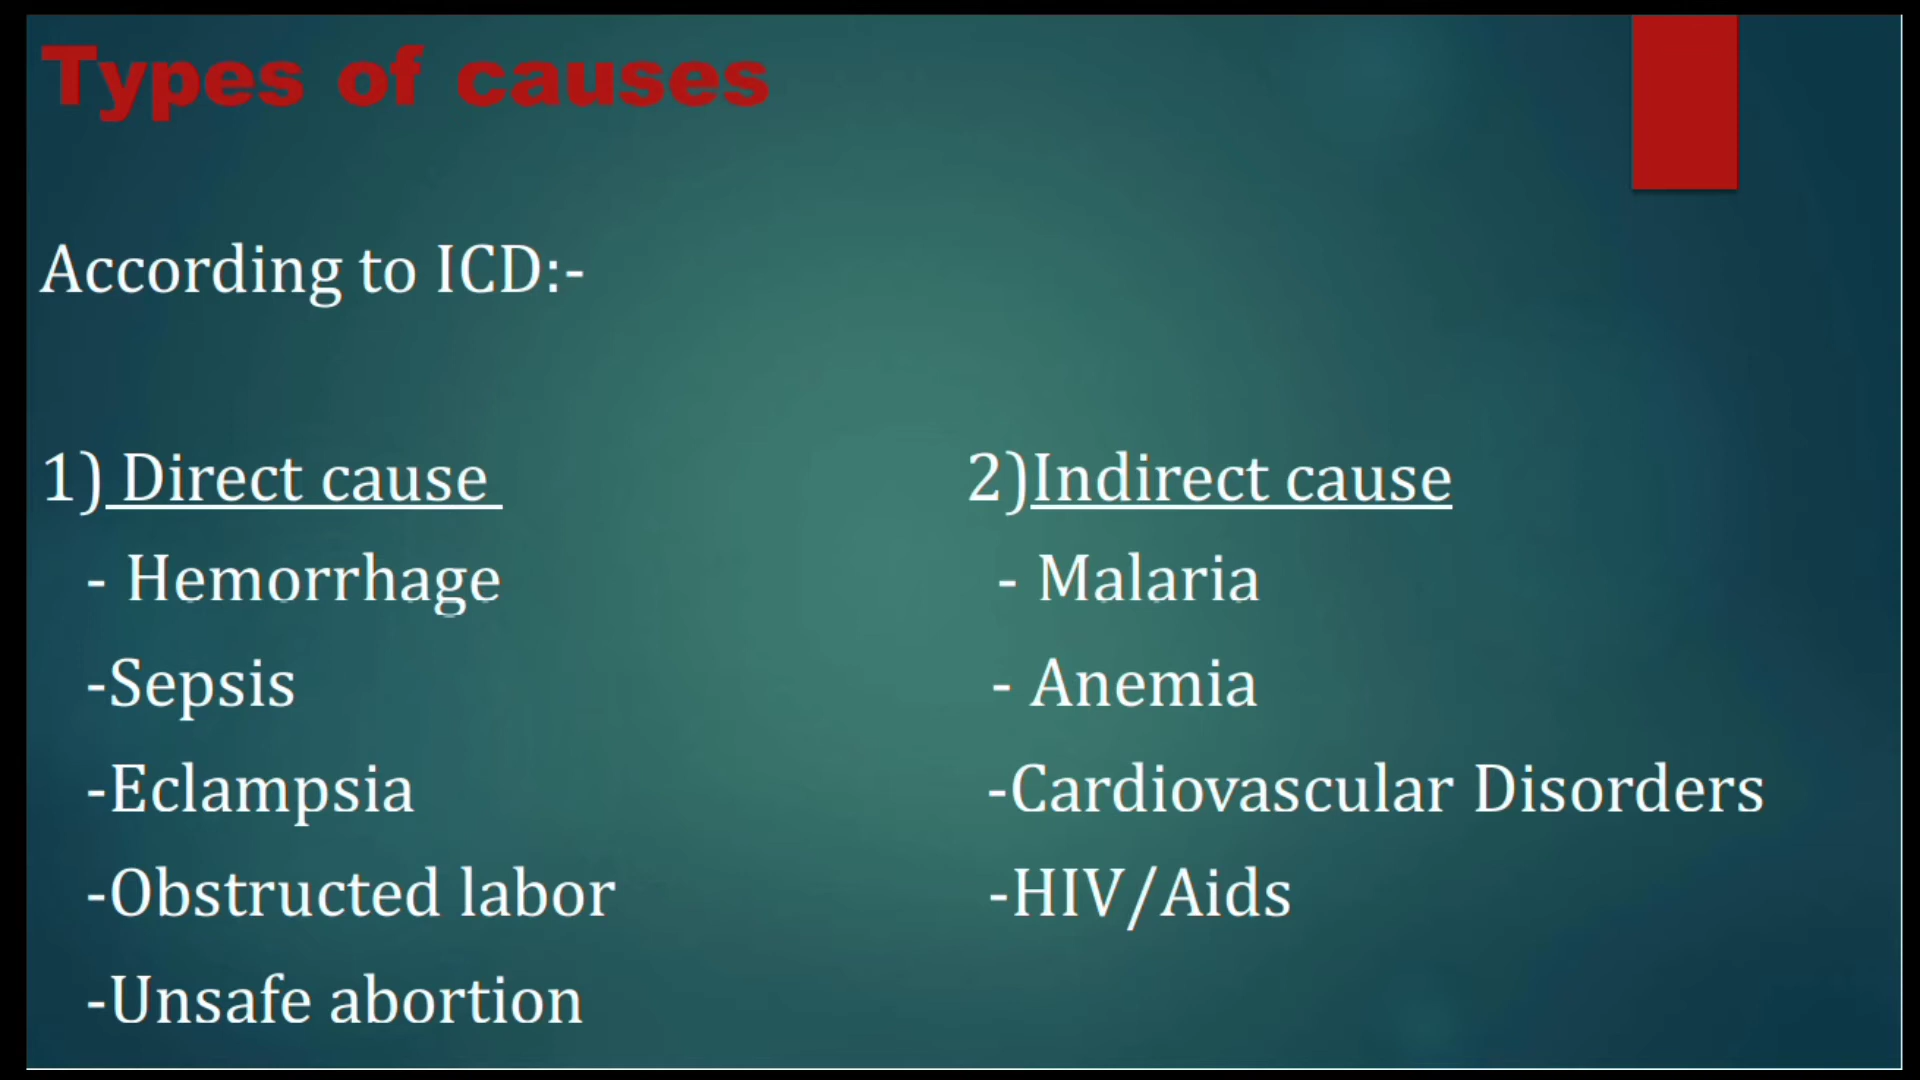 Types of causes
According to ICD:-
1) Direct cause
- Hemorrhage
-Sepsis
-Eclampsia
-Obstructed labor
-Unsafe abortion
2)Indirect cause
- Malaria
- Anemia
-Cardiovascular Disorders
-HIV/Aids